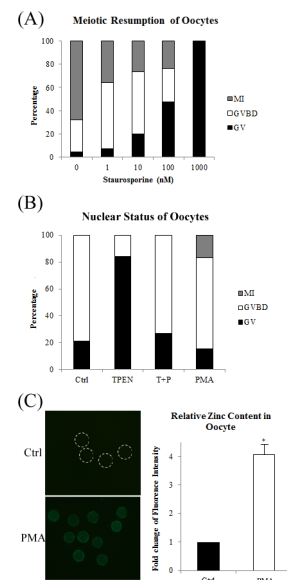 (A)
Meiotic Resumption of Oocytes
Percentage
100
80
60
40
20
0
MI
GVBD
GV
0 1 10 100 1000
Staurosporine (nM)
(B)
Nuclear Status of Oocytes
Percentage
100
80
60
40
20
0
MI
GVBD
GV
Ctrl TPEN T+P PMA
(C)
Ctrl
PMA
Relative Zinc Content in
Oocyte
Fold change of Fluorence Intensity
4
3
2
1
0
Ctrl PMA